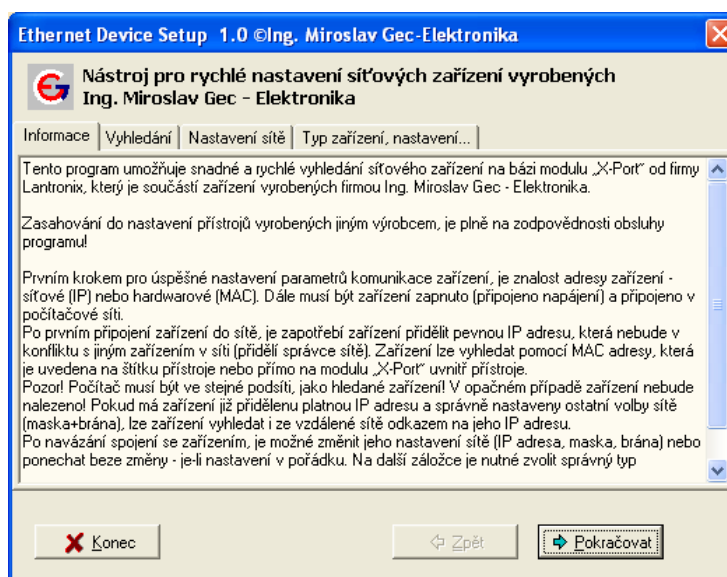 Ethernet Device Setup 1.0 ©Ing. Miroslav Gec-Elektronika
Nástroj pro rychlé nastavení síťových zařízení vyrobených
Ing. Miroslav Gec - Elektronika
Informace Vyhledání Nastavení sítě Typ zařízení, nastavení...
Tento program umožňuje snadné a rychlé vyhledání síťového zařízení na bázi modulu „X-Port“ od firmy
Lantronix, který je součástí zařízení vyrobených firmou Ing. Miroslav Gec - Elektronika.
Zasahování do nastavení přístrojů vyrobených jiným výrobcem, je plně na zodpovědnosti obsluhy
programu!
Prvním krokem pro úspěšné nastavení parametrů komunikace zařízení, je znalost adresy zařízení -
síťové (IP) nebo hardwarové (MAC). Dále musí být zařízení zapnuto (připojeno napájení) a připojeno v
počítačové síti.
Po prvním připojení zařízení do sítě, je zapotřebí zařízení přidělit pevnou IP adresu, která nebude v
konfliktu s jiným zařízením v síti (přidělí správce sítě). Zařízení lze vyhledat pomocí MAC adresy, která
je uvedena na štítku přístroje nebo přímo na modulu „X-Port“ uvnitř přístroje.
Pozor! Počítač musí být ve stejné podsíti, jako hledané zařízení! V opačném případě zařízení nebude
nalezeno! Pokud má zařízení již přidělenu platnou IP adresu a správně nastaveny ostatní volby sítě
(maska+brána), lze zařízení vyhledat i ze vzdálené sítě odkazem na jeho IP adresu.
Po navázání spojení se zařízením, je možné změnit jeho nastavení sítě (IP adresa, maska, brána) nebo
ponechat beze změny - je-li nastavení v pořádku. Na další záložce je nutné zvolit správný typ
Konec Zpět Pokračovat